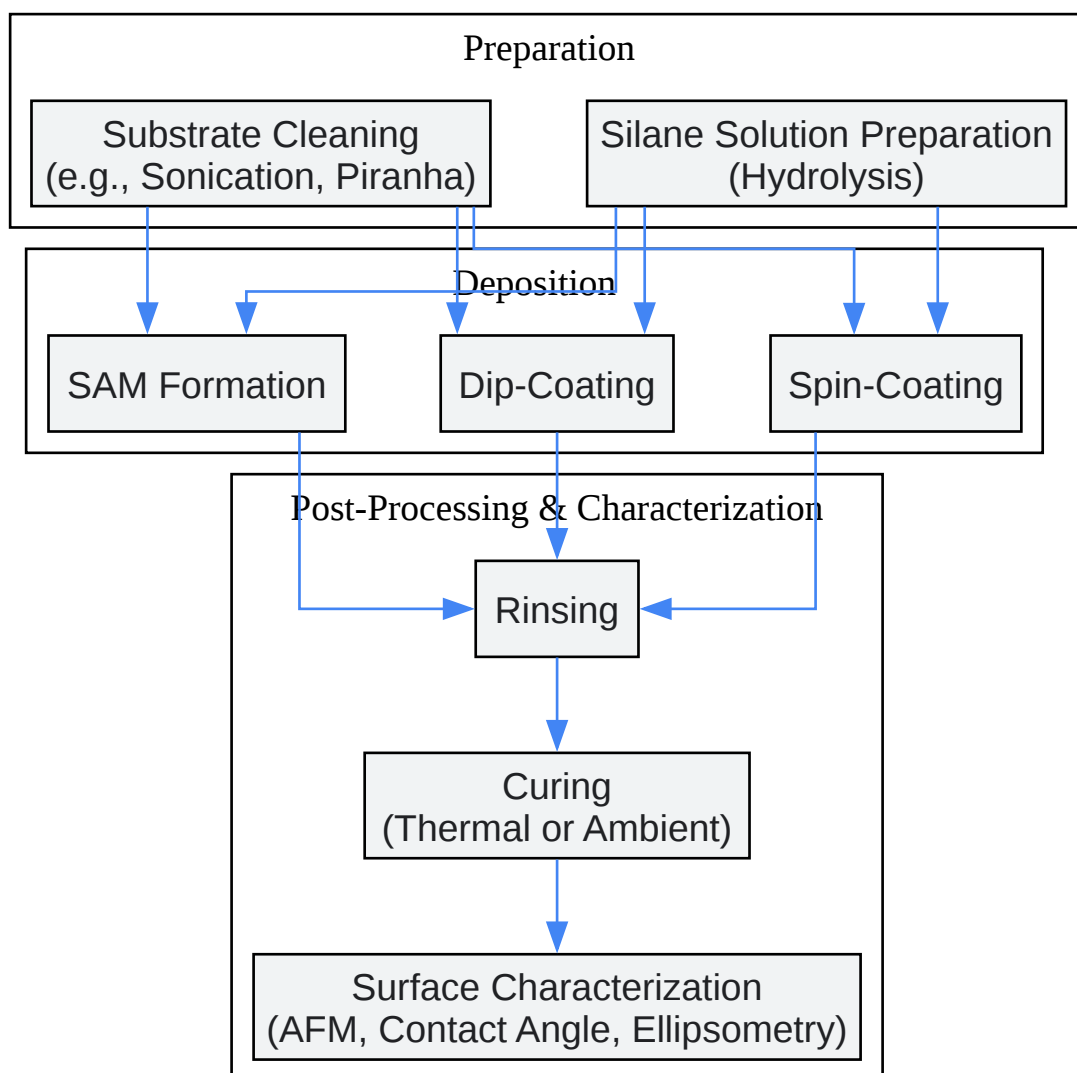 Preparation
Substrate Cleaning
(e.g., Sonication, Piranha)
Silane Solution Preparation
(Hydrolysis)
Deposition
SAM Formation
Dip-Coating
Spin-Coating
Post-Processing & Characterization
Rinsing
Curing
(Thermal or Ambient)
Surface Characterization
(AFM, Contact Angle, Ellipsometry)